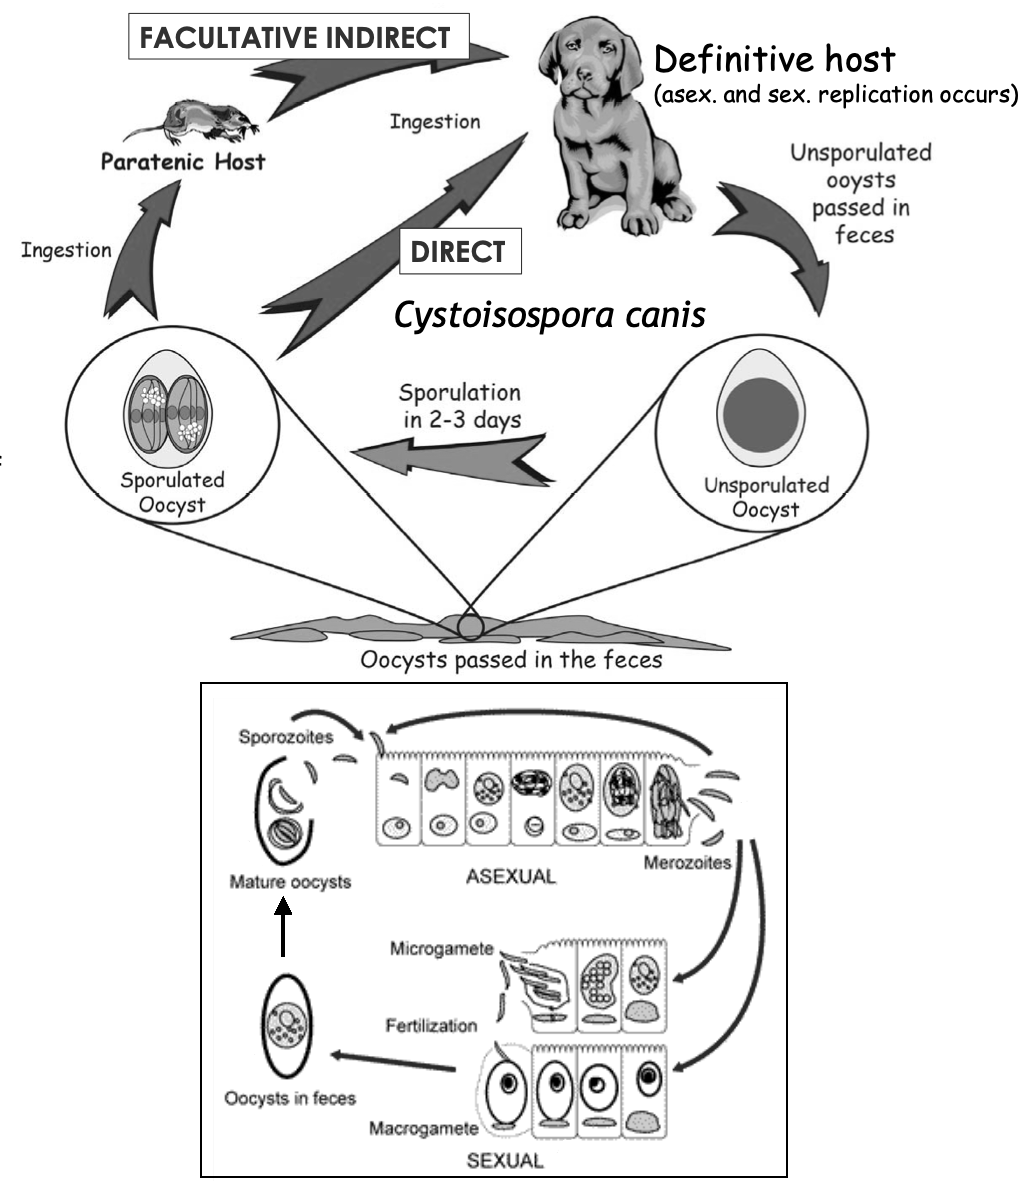 FACULTATIVE INDIRECT
Definitive host
(asex. and sex. replication occurs)
Ingestion
Paratenic Host
Unsporulated
ooysts
passed in
feces
Ingestion
DIRECT
Cystoisospora canis
Sporulation
in 2-3 days
Sporulated
Oocyst
Unsporulated
Oocyst
Oocysts passed in the feces
Sporozoites
Merozoites
Mature oocysts
ASEXUAL
Microgamete
Fertilization
Oocysts in feces
Macrogamete
SEXUAL